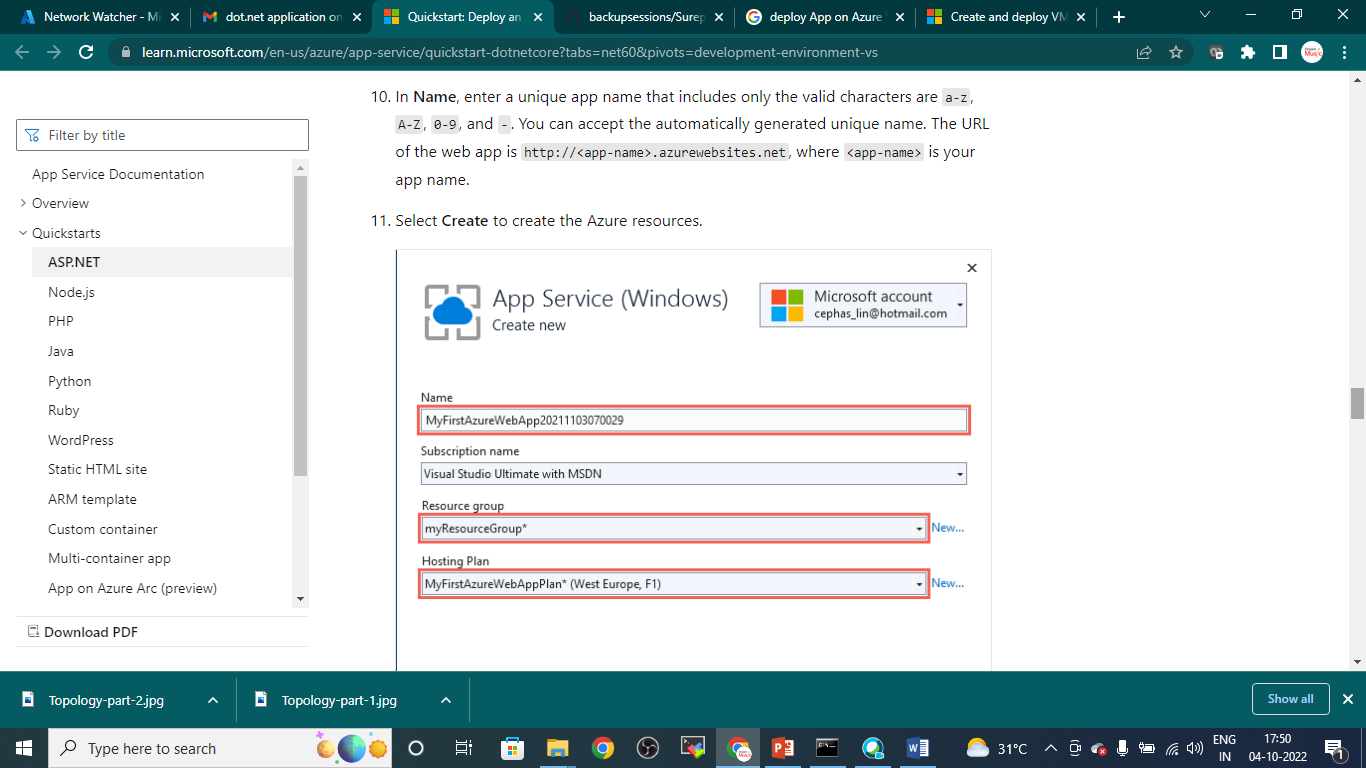 Network Watcher - Mi
dot.net application on
Quickstart: Deploy an
backupsessions/Surep
deploy App on Azure
Create and deploy VM
learn.microsoft.com/en-us/azure/app-service/quickstart-dotnetcore?tabs=net60&pivots=development-environment-vs
Filter by title
App Service Documentation
Overview
Quickstarts
ASP.NET
Node.js
PHP
Java
Python
Ruby
WordPress
Static HTML site
ARM template
Custom container
Multi-container app
App on Azure Arc (preview)
Download PDF
10. In Name, enter a unique app name that includes only the valid characters are a-z,
A-Z, 0-9, and -. You can accept the automatically generated unique name. The URL
of the web app is http://<app-name>.azurewebsites.net, where <app-name> is your
app name.
11. Select Create to create the Azure resources.
App Service (Windows)
Create new
Microsoft account
cephas_lin@hotmail.com
Name
MyFirstAzureWebApp20211103070029
Subscription name
Visual Studio Ultimate with MSDN
Resource group
myResourceGroup*
New...
Hosting Plan
MyFirstAzureWebAppPlan* (West Europe, F1)
New...
Topology-part-2.jpg
Topology-part-1.jpg
Show all
Type here to search
31°C
ENG
IN
17:50
04-10-2022
1